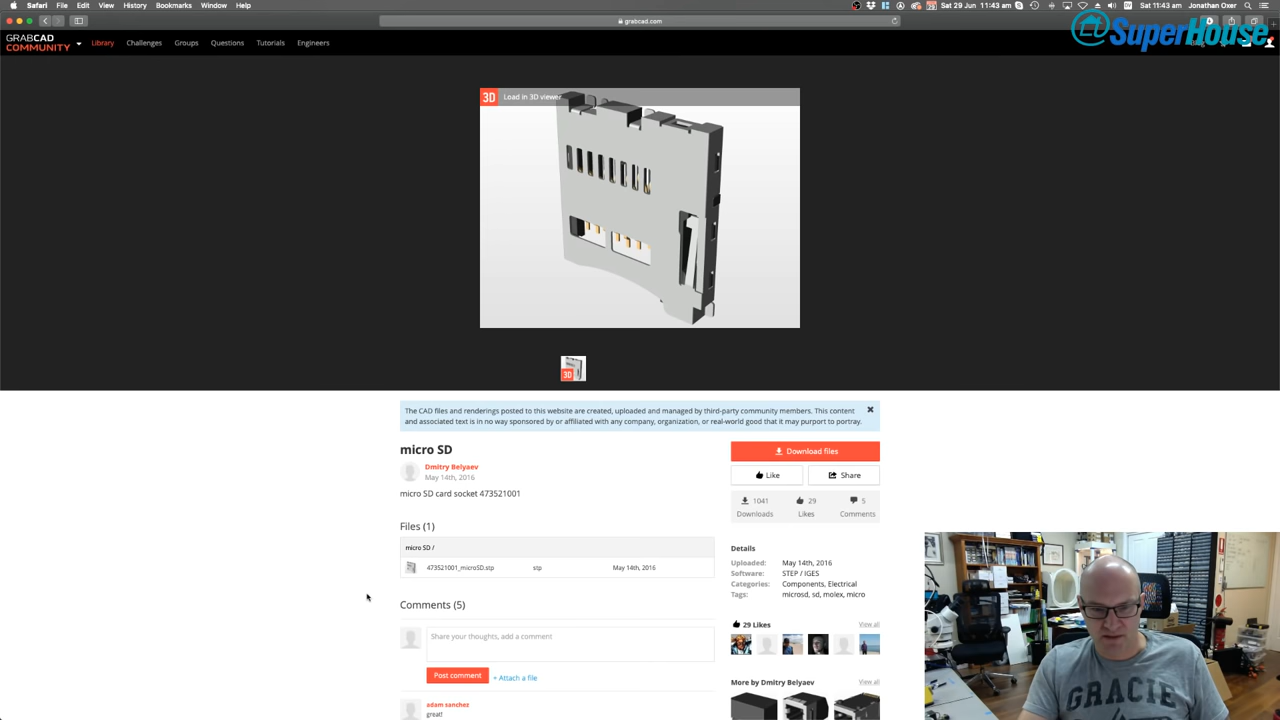 Safari File Edit View History Bookmarks Window Help
Sat 29 Jun 11:43 am
Sat 11:43 am Jonathan Oxer
grabcad.com
SuperHouse
GRABCAD
COMMUNITY
Library Challenges Groups Questions Tutorials Engineers
3D Load in 3D viewer
3D
The CAD files and renderings posted to this website are created, uploaded and managed by third-party community members. This content
and associated text is in no way sponsored by or affiliated with any company, organization, or real-world good that it may purport to portray.
micro SD
Dmitry Belyaev
May 14th, 2016
micro SD card socket 473521001
Files (1)
micro SD /
473521001_microSD.stp stp May 14th, 2016
Comments (5)
Share your thoughts, add a comment
Post comment
+ Attach a file
adam sanchez
great!
Download files
Like
Share
1041
Downloads
29
Likes
5
Comments
Details
Uploaded: May 14th, 2016
Software: STEP / IGES
Categories: Components, Electrical
Tags: microsd, sd, molex, micro
29 Likes
View all
More by Dmitry Belyaev
View all
GRACIE